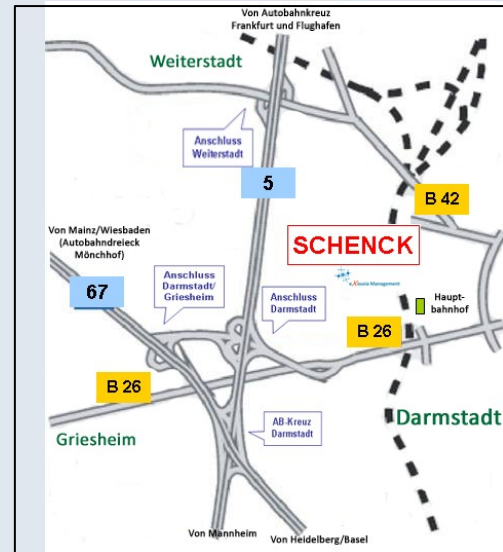 Von Autobahnkreuz
Frankfurt und Flughafen
Weiterstadt
Anschluss
Weiterstadt
5
B 42
Von Mainz/Wiesbaden
(Autobahndreieck
Mönchhof)
SCHENCK
67
Anschluss
Darmstadt/
Griesheim
Anschluss
Darmstadt
Haupt-
bahnhof
B 26
B 26
Darmstadt
Griesheim
AB-Kreuz
Darmstadt
Von Mannheim
Von Heidelberg/Basel